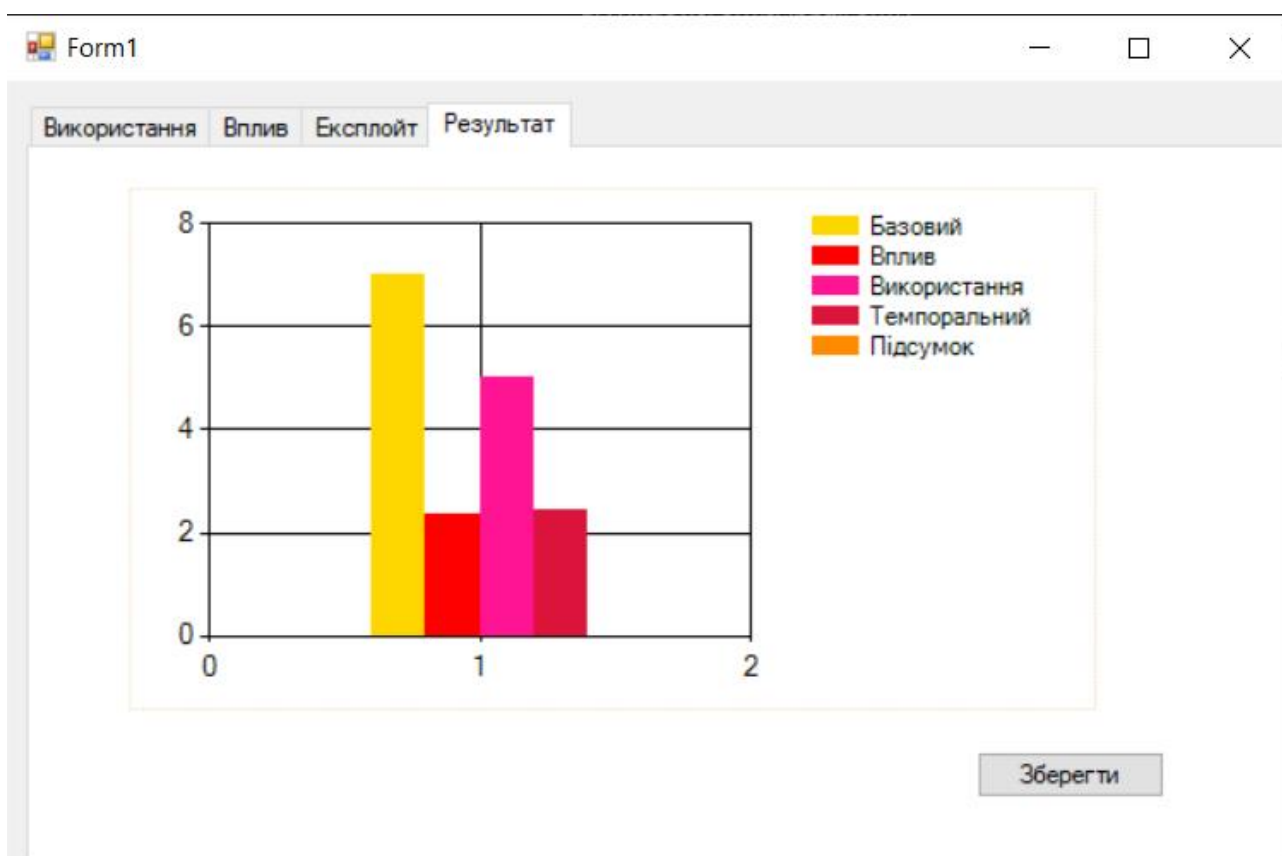 Form1
Використання Вплив Експлойт Результат
8
6
4
2
0
0 1 2
Базовий
Вплив
Використання
Темпоральний
Підсумок
Зберегти